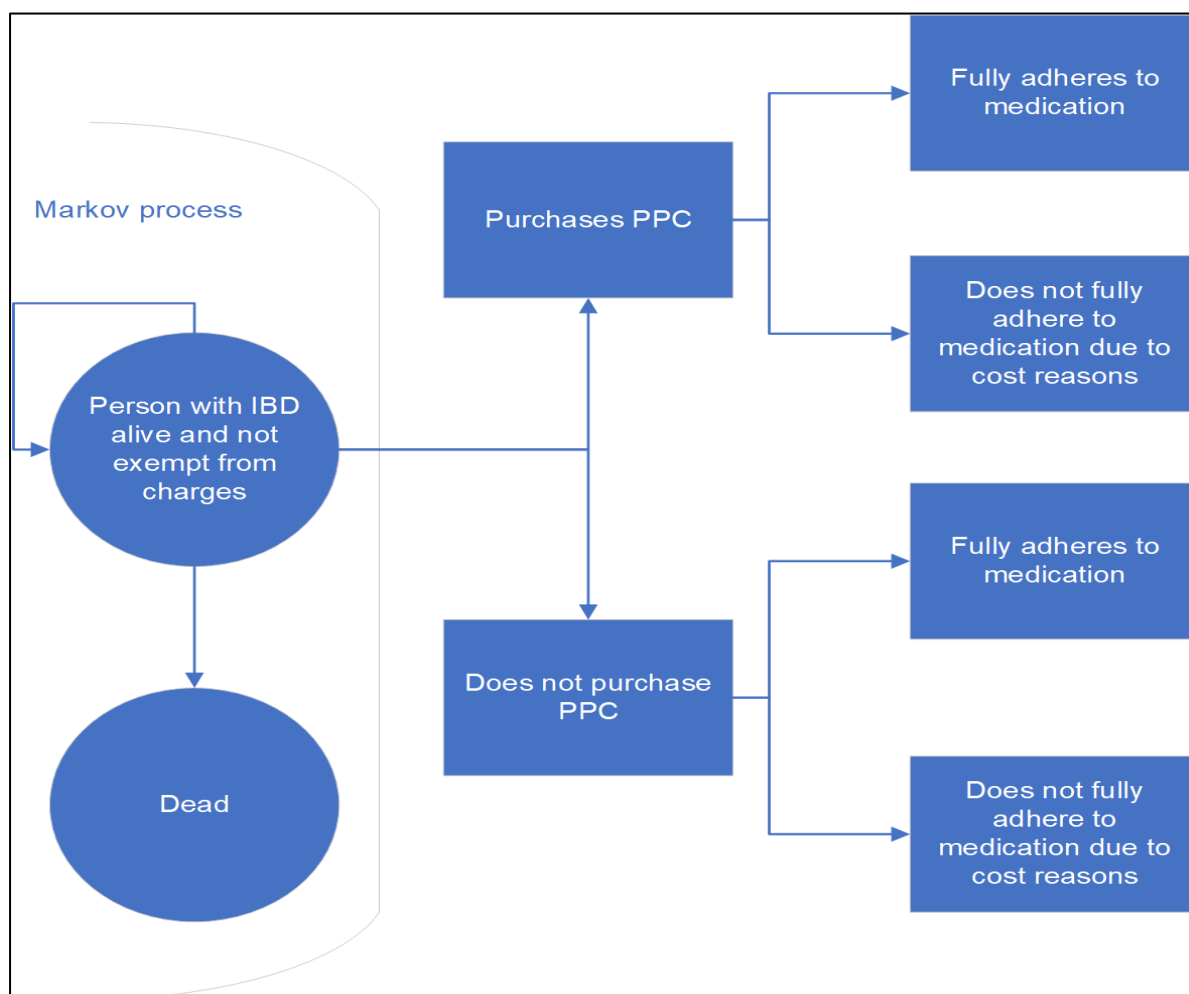 Markov process
Person with IBD
alive and not
exempt from
charges
Dead
Purchases PPC
Does not purchase
PPC
Fully adheres to
medication
Does not fully
adhere to
medication due to
cost reasons
Fully adheres to
medication
Does not fully
adhere to
medication due to
cost reasons